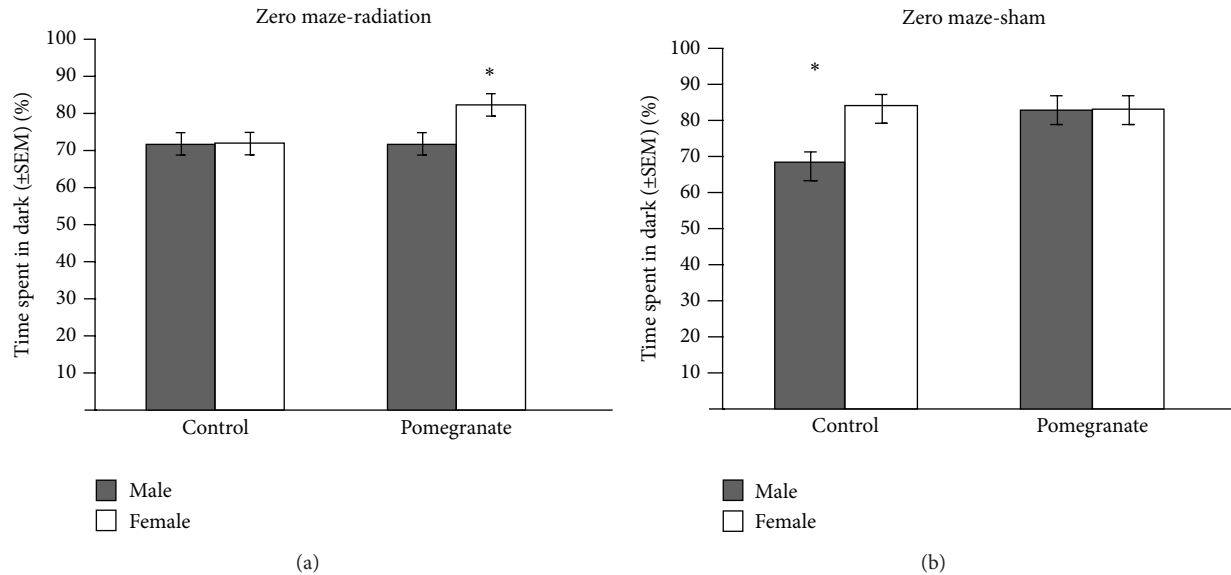 Zero maze-radiation
Time spent in dark (±SEM) (%)
100
90
80
70
60
50
40
30
20
10
*
Control
Pomegranate
Male
Female
(a)
Zero maze-sham
Time spent in dark (±SEM) (%)
100
90
80
70
60
50
40
30
20
10
*
Control
Pomegranate
Male
Female
(b)